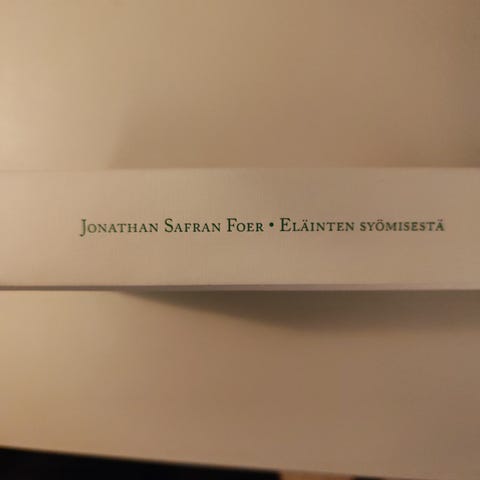 Jonathan Safran Foer • Eläinten syömisestä